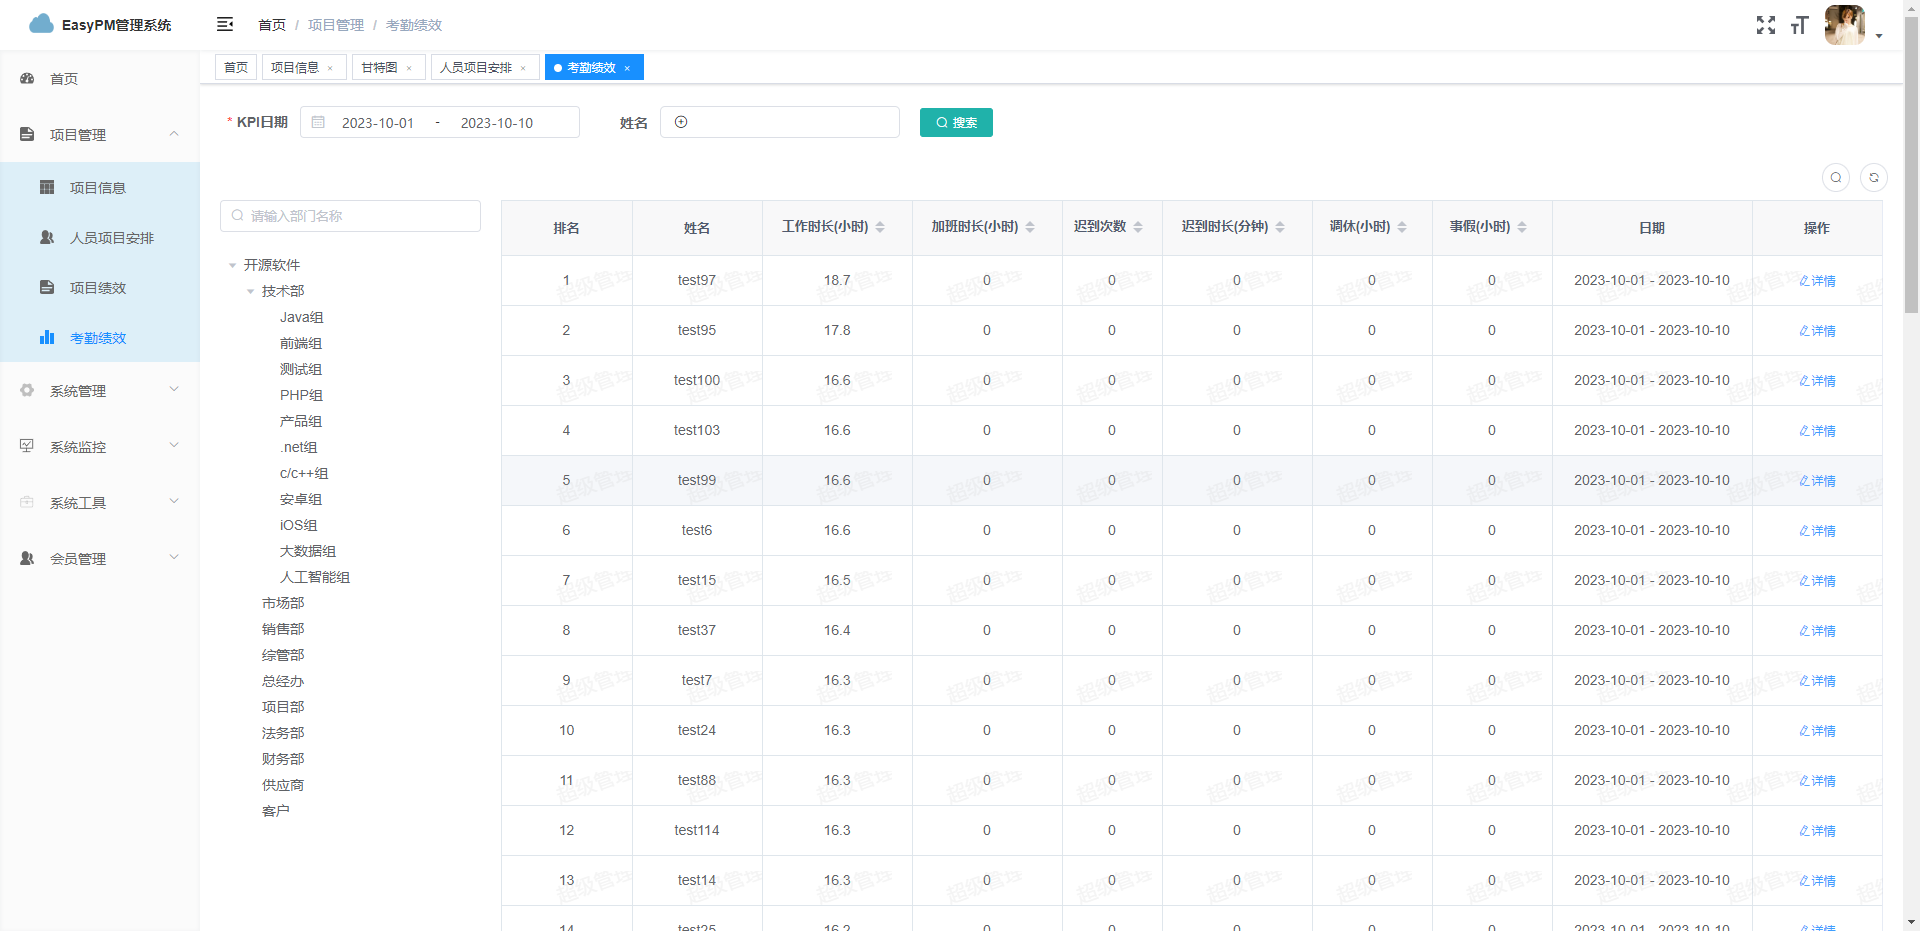 EasyPM管理系统
首页 / 项目管理 / 考勤绩效
首页
项目信息 ×
甘特图 ×
人员项目安排 ×
考勤绩效 ×
首页
项目管理
项目信息
人员项目安排
项目绩效
考勤绩效
系统管理
系统监控
系统工具
会员管理
* KPI日期 2023-10-01 - 2023-10-10 姓名 搜索
请输入部门名称
开源软件
技术部
Java组
前端组
测试组
PHP组
产品组
.net组
c/c++组
安卓组
iOS组
大数据组
人工智能组
市场部
销售部
综管部
总经办
项目部
法务部
财务部
供应商
客户
排名 姓名 工作时长(小时) 加班时长(小时) 迟到次数 迟到时长(分钟) 调休(小时) 事假(小时) 日期 操作
1 test97 18.7 0 0 0 0 0 2023-10-01 - 2023-10-10 详情
2 test95 17.8 0 0 0 0 0 2023-10-01 - 2023-10-10 详情
3 test100 16.6 0 0 0 0 0 2023-10-01 - 2023-10-10 详情
4 test103 16.6 0 0 0 0 0 2023-10-01 - 2023-10-10 详情
5 test99 16.6 0 0 0 0 0 2023-10-01 - 2023-10-10 详情
6 test6 16.6 0 0 0 0 0 2023-10-01 - 2023-10-10 详情
7 test15 16.5 0 0 0 0 0 2023-10-01 - 2023-10-10 详情
8 test37 16.4 0 0 0 0 0 2023-10-01 - 2023-10-10 详情
9 test7 16.3 0 0 0 0 0 2023-10-01 - 2023-10-10 详情
10 test24 16.3 0 0 0 0 0 2023-10-01 - 2023-10-10 详情
11 test88 16.3 0 0 0 0 0 2023-10-01 - 2023-10-10 详情
12 test114 16.3 0 0 0 0 0 2023-10-01 - 2023-10-10 详情
13 test14 16.3 0 0 0 0 0 2023-10-01 - 2023-10-10 详情
14 test25 16.2 0 0 0 0 0 2023-10-01 - 2023-10-10 详情